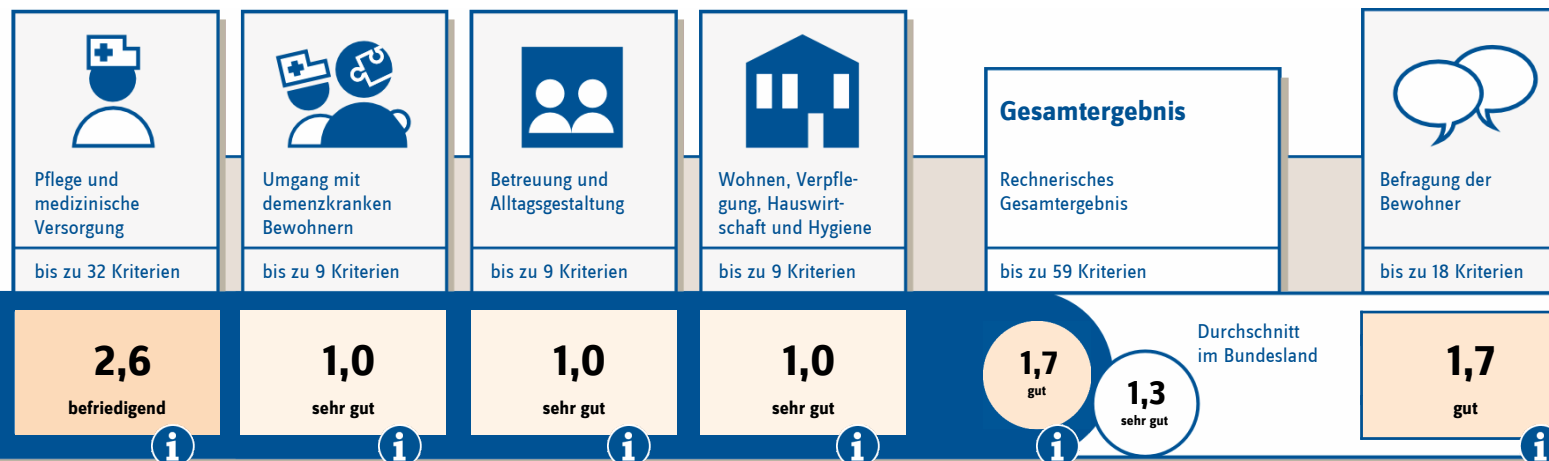 Pflege und
medizinische
Versorgung
bis zu 32 Kriterien
2,6
befriedigend
i
Umgang mit
demenzkranken
Bewohnern
bis zu 9 Kriterien
1,0
sehr gut
i
Betreuung und
Alltagsgestaltung
bis zu 9 Kriterien
1,0
sehr gut
i
Wohnen, Verpfle-
gung, Hauswirt-
schaft und Hygiene
bis zu 9 Kriterien
1,0
sehr gut
i
Gesamtergebnis
Rechnerisches
Gesamtergebnis
bis zu 59 Kriterien
1,7
gut
i
Durchschnitt
im Bundesland
1,3
sehr gut
Befragung der
Bewohner
bis zu 18 Kriterien
1,7
gut
i